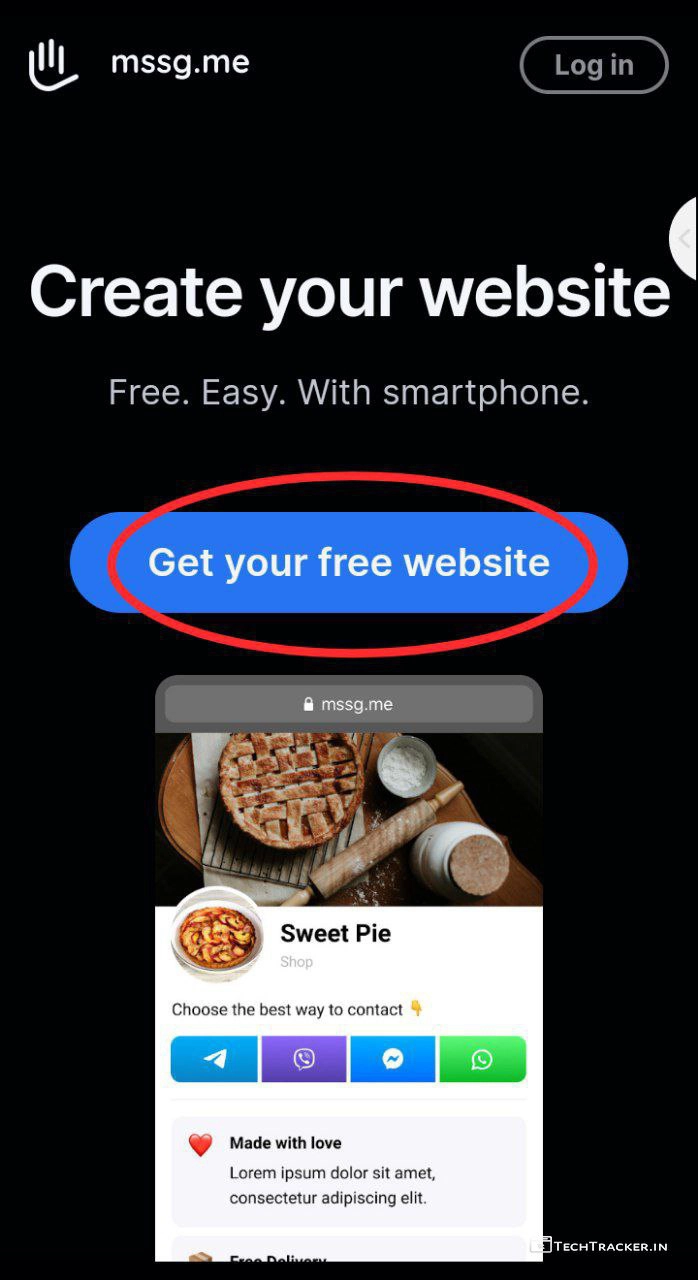 mssg.me
Log in
Create your website
Free. Easy. With smartphone.
Get your free website
mssg.me
Sweet Pie
Shop
Choose the best way to contact 👇
Made with love
Lorem ipsum dolor sit amet,
consectetur adipiscing elit.
Free Delivery
TechTracker.in